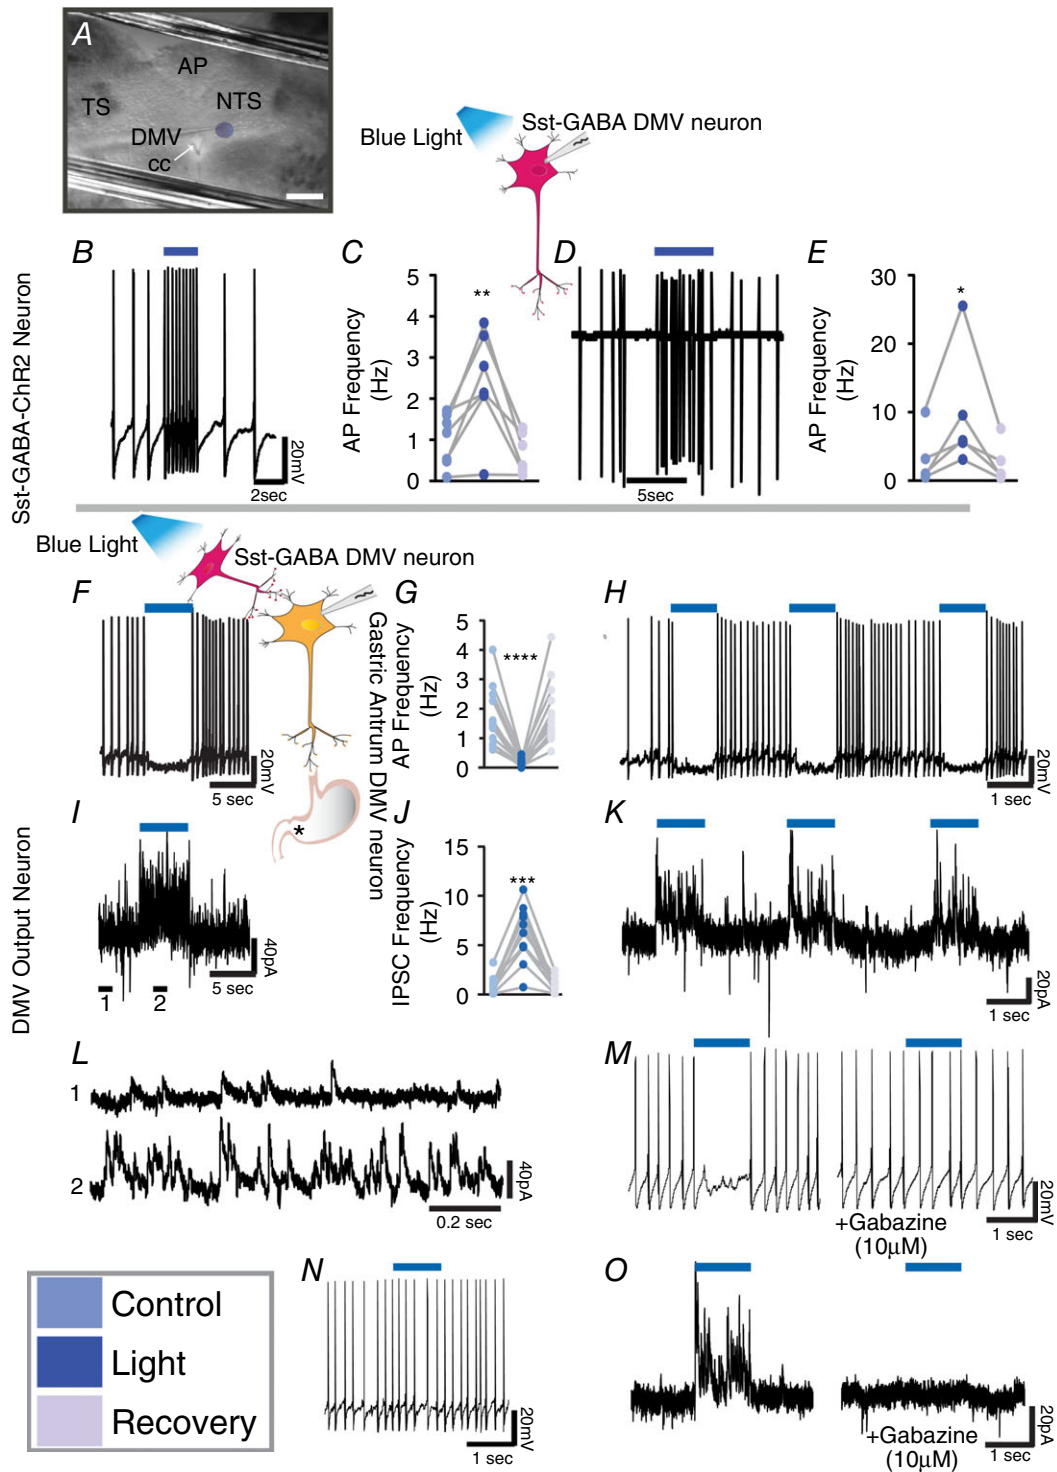 A
AP
TS
NTS
DMV
cc
Blue Light
Sst-GABA DMV neuron
Sst-GABA-ChR2 Neuron
B
20mV
2sec
C
AP Frequency
(Hz)
5
4
3
2
1
0
**
D
5sec
E
AP Frequency
(Hz)
30
20
10
0
*
Blue Light
Sst-GABA DMV neuron
DMV Output Neuron
F
20mV
5 sec
Gastric Antrum DMV neuron
*
G
AP Frequency
(Hz)
5
4
3
2
1
0
****
H
20mV
1 sec
I
40pA
5 sec
1
2
J
IPSC Frequency
(Hz)
15
10
5
0
***
K
20pA
1 sec
L
1
2
40pA
0.2 sec
M
+Gabazine
(10µM)
20mV
1 sec
N
20mV
1 sec
O
+Gabazine
(10µM)
20pA
1 sec
Control
Light
Recovery